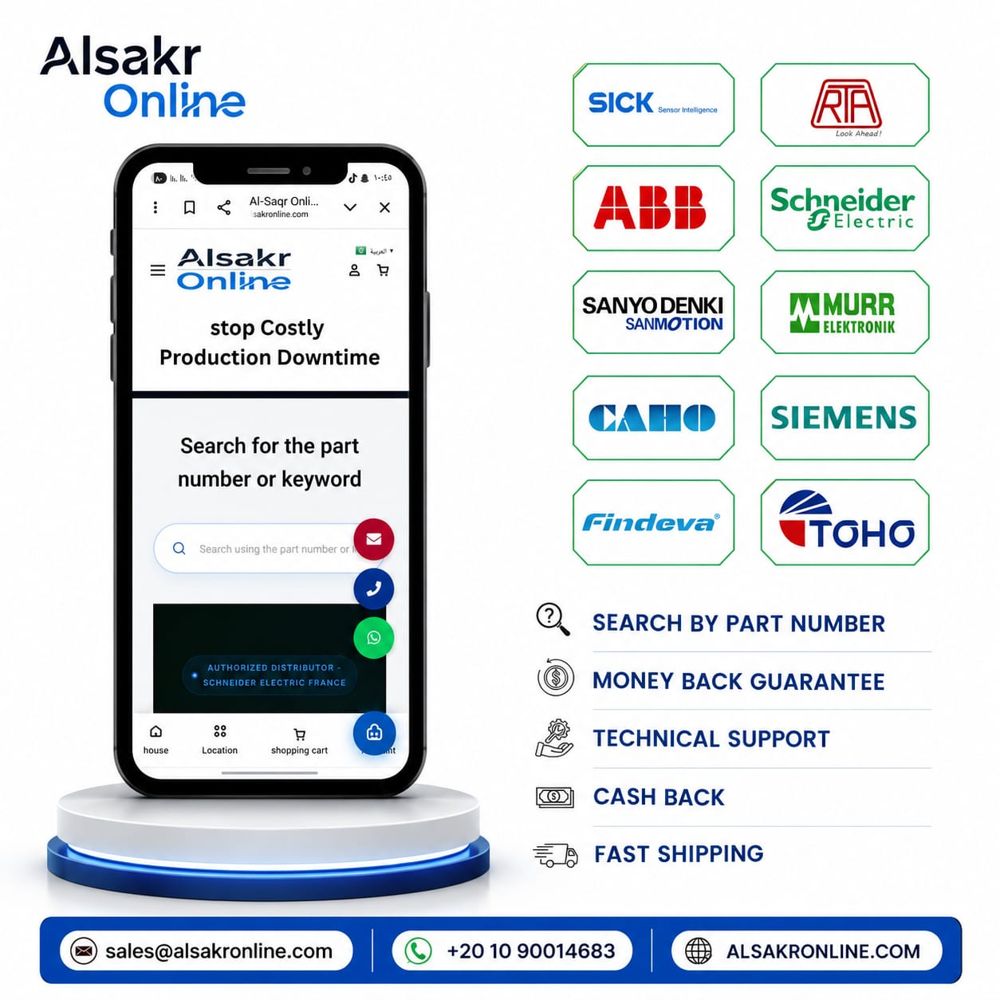 Alsakr
Online
SICK Sensor Intelligence
RTA
Look Ahead!
ABB
Schneider
Electric
SANYO DENKI
SANMOTION
MURR
ELEKTRONIK
CAHO
SIEMENS
Findeva®
TOHO
١٠:٤٥
Al-Saqr Onli...
sakronline.com
العربية
Alsakr
Online
stop Costly
Production Downtime
Search for the part
number or keyword
Search using the part number or
AUTHORIZED DISTRIBUTOR -
SCHNEIDER ELECTRIC FRANCE
house
Location
shopping cart
SEARCH BY PART NUMBER
MONEY BACK GUARANTEE
TECHNICAL SUPPORT
CASH BACK
FAST SHIPPING
sales@alsakronline.com
+20 10 90014683
ALSAKRONLINE.COM